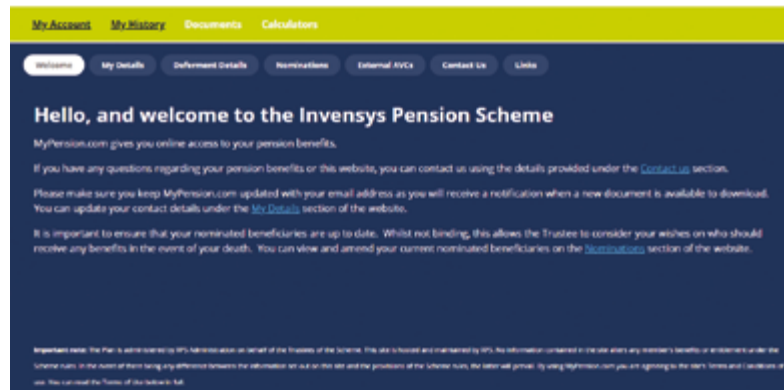 My Account My History Documents Calculators
Welcome My Details Deferment Details Nominations External AVCs Contact Us Links
Hello, and welcome to the Invensys Pension Scheme
MyPension.com gives you online access to your pension benefits.
If you have any questions regarding your pension benefits or this website, you can contact us using the details provided under the Contact us section.
Please make sure you keep MyPension.com updated with your email address as you will receive a notification when a new document is available to download.
You can update your contact details under the My Details section of the website.
It is important to ensure that your nominated beneficiaries are up to date. Whilst not binding, this allows the Trustee to consider your wishes on who should
receive any benefits in the event of your death. You can view and amend your current nominated beneficiaries on the Nominations section of the website.
Important note: The Plan is administered by XPS Administration on behalf of the Trustees of the Scheme. This site is hosted and maintained by XPS. No information contained in the site alters any member's benefits or entitlement under the
Scheme rules. In the event of there being any difference between the information set out on this site and the provisions of the Scheme rules, the latter will prevail. By using MyPension.com you are agreeing to the site's Terms and Conditions of
use. You can read the Terms of Use below in full.